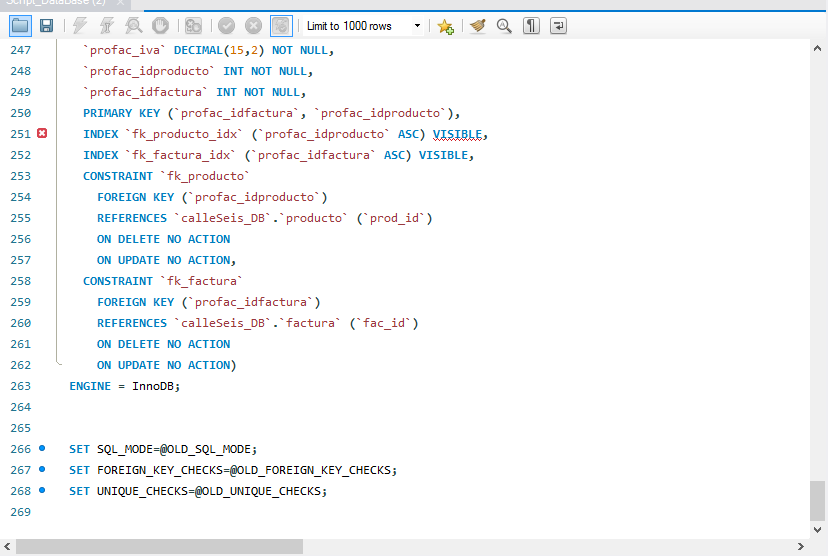 Script_DataBase (2)
Limit to 1000 rows
247 `profac_iva` DECIMAL(15,2) NOT NULL,
248 `profac_idproducto` INT NOT NULL,
249 `profac_idfactura` INT NOT NULL,
250 PRIMARY KEY (`profac_idfactura`, `profac_idproducto`),
251 INDEX `fk_producto_idx` (`profac_idproducto` ASC) VISIBLE,
252 INDEX `fk_factura_idx` (`profac_idfactura` ASC) VISIBLE,
253 CONSTRAINT `fk_producto`
254 FOREIGN KEY (`profac_idproducto`)
255 REFERENCES `calleSeis_DB`.`producto` (`prod_id`)
256 ON DELETE NO ACTION
257 ON UPDATE NO ACTION,
258 CONSTRAINT `fk_factura`
259 FOREIGN KEY (`profac_idfactura`)
260 REFERENCES `calleSeis_DB`.`factura` (`fac_id`)
261 ON DELETE NO ACTION
262 ON UPDATE NO ACTION)
263 ENGINE = InnoDB;
264
265
266 SET SQL_MODE=@OLD_SQL_MODE;
267 SET FOREIGN_KEY_CHECKS=@OLD_FOREIGN_KEY_CHECKS;
268 SET UNIQUE_CHECKS=@OLD_UNIQUE_CHECKS;
269